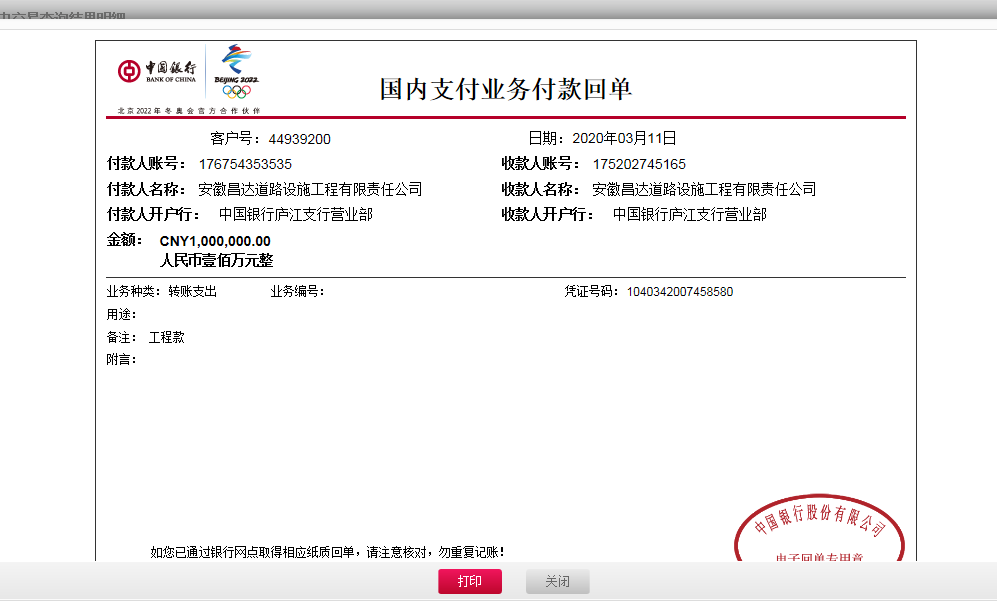 中国银行
BANK OF CHINA
BEIJING 2022
北京2022年冬奥会官方合作伙伴
国内支付业务付款回单
客户号：44939200 日期：2020年03月11日
付款人账号：176754353535 收款人账号：175202745165
付款人名称：安徽昌达道路设施工程有限责任公司 收款人名称：安徽昌达道路设施工程有限责任公司
付款人开户行：中国银行庐江支行营业部 收款人开户行：中国银行庐江支行营业部
金额：CNY1,000,000.00
人民币壹佰万元整
业务种类：转账支出 业务编号： 凭证号码：1040342007458580
用途：
备注：工程款
附言：
中国银行股份有限公司
如您已通过银行网点取得相应纸质回单，请注意核对，勿重复记账！
电子回单专用章
打印 关闭